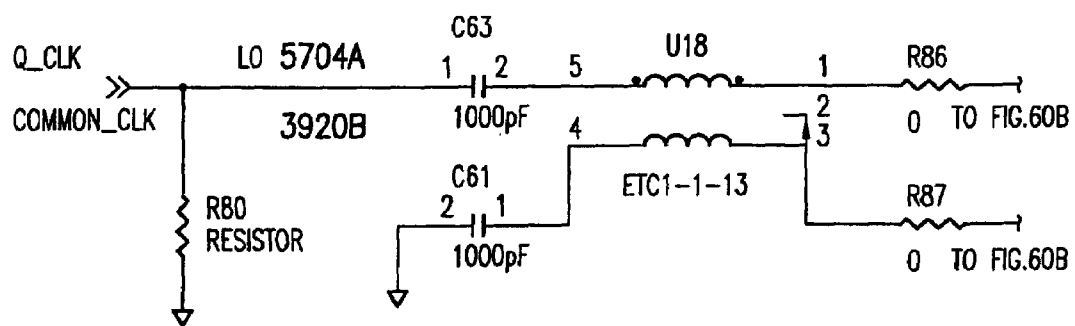 C63
U18
Q_CLK
LO 5704A
1 2
5
1
R86
COMMON_CLK
3920B
1000pF
4
2
3
0 TO FIG.60B
C61
ETC1-1-13
R80
RESISTOR
2 1
1000pF
R87
0 TO FIG.60B